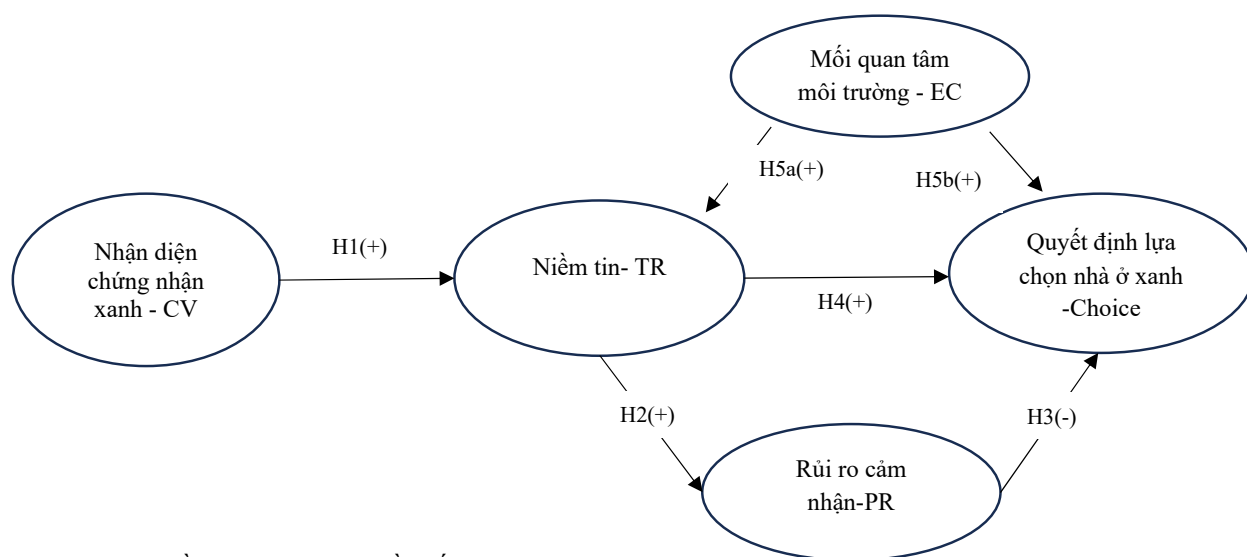 Mối quan tâm
môi trường - EC
H5a(+)
H5b(+)
Nhận diện
chứng nhận
xanh - CV
H1(+)
Niềm tin- TR
H4(+)
Quyết định lựa
chọn nhà ở xanh
-Choice
H2(+)
H3(-)
Rủi ro cảm
nhận-PR